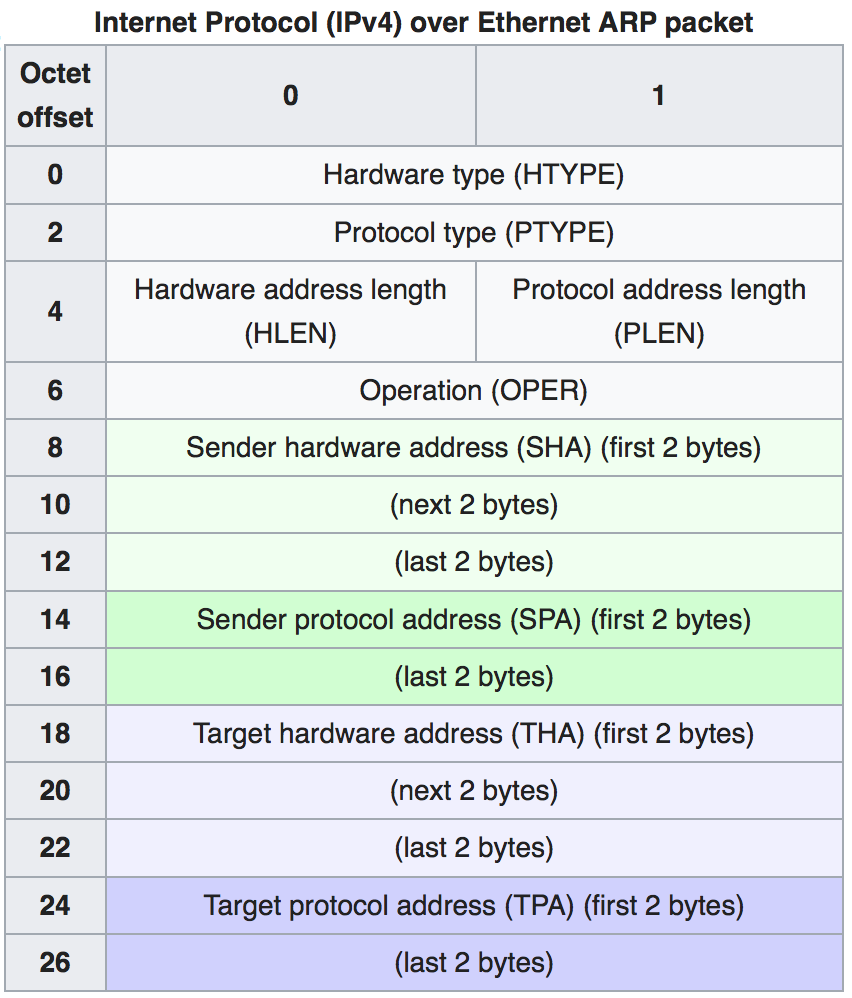 Internet Protocol (IPv4) over Ethernet ARP packet
Octet offset 0 1
0 Hardware type (HTYPE)
2 Protocol type (PTYPE)
4 Hardware address length (HLEN) Protocol address length (PLEN)
6 Operation (OPER)
8 Sender hardware address (SHA) (first 2 bytes)
10 (next 2 bytes)
12 (last 2 bytes)
14 Sender protocol address (SPA) (first 2 bytes)
16 (last 2 bytes)
18 Target hardware address (THA) (first 2 bytes)
20 (next 2 bytes)
22 (last 2 bytes)
24 Target protocol address (TPA) (first 2 bytes)
26 (last 2 bytes)